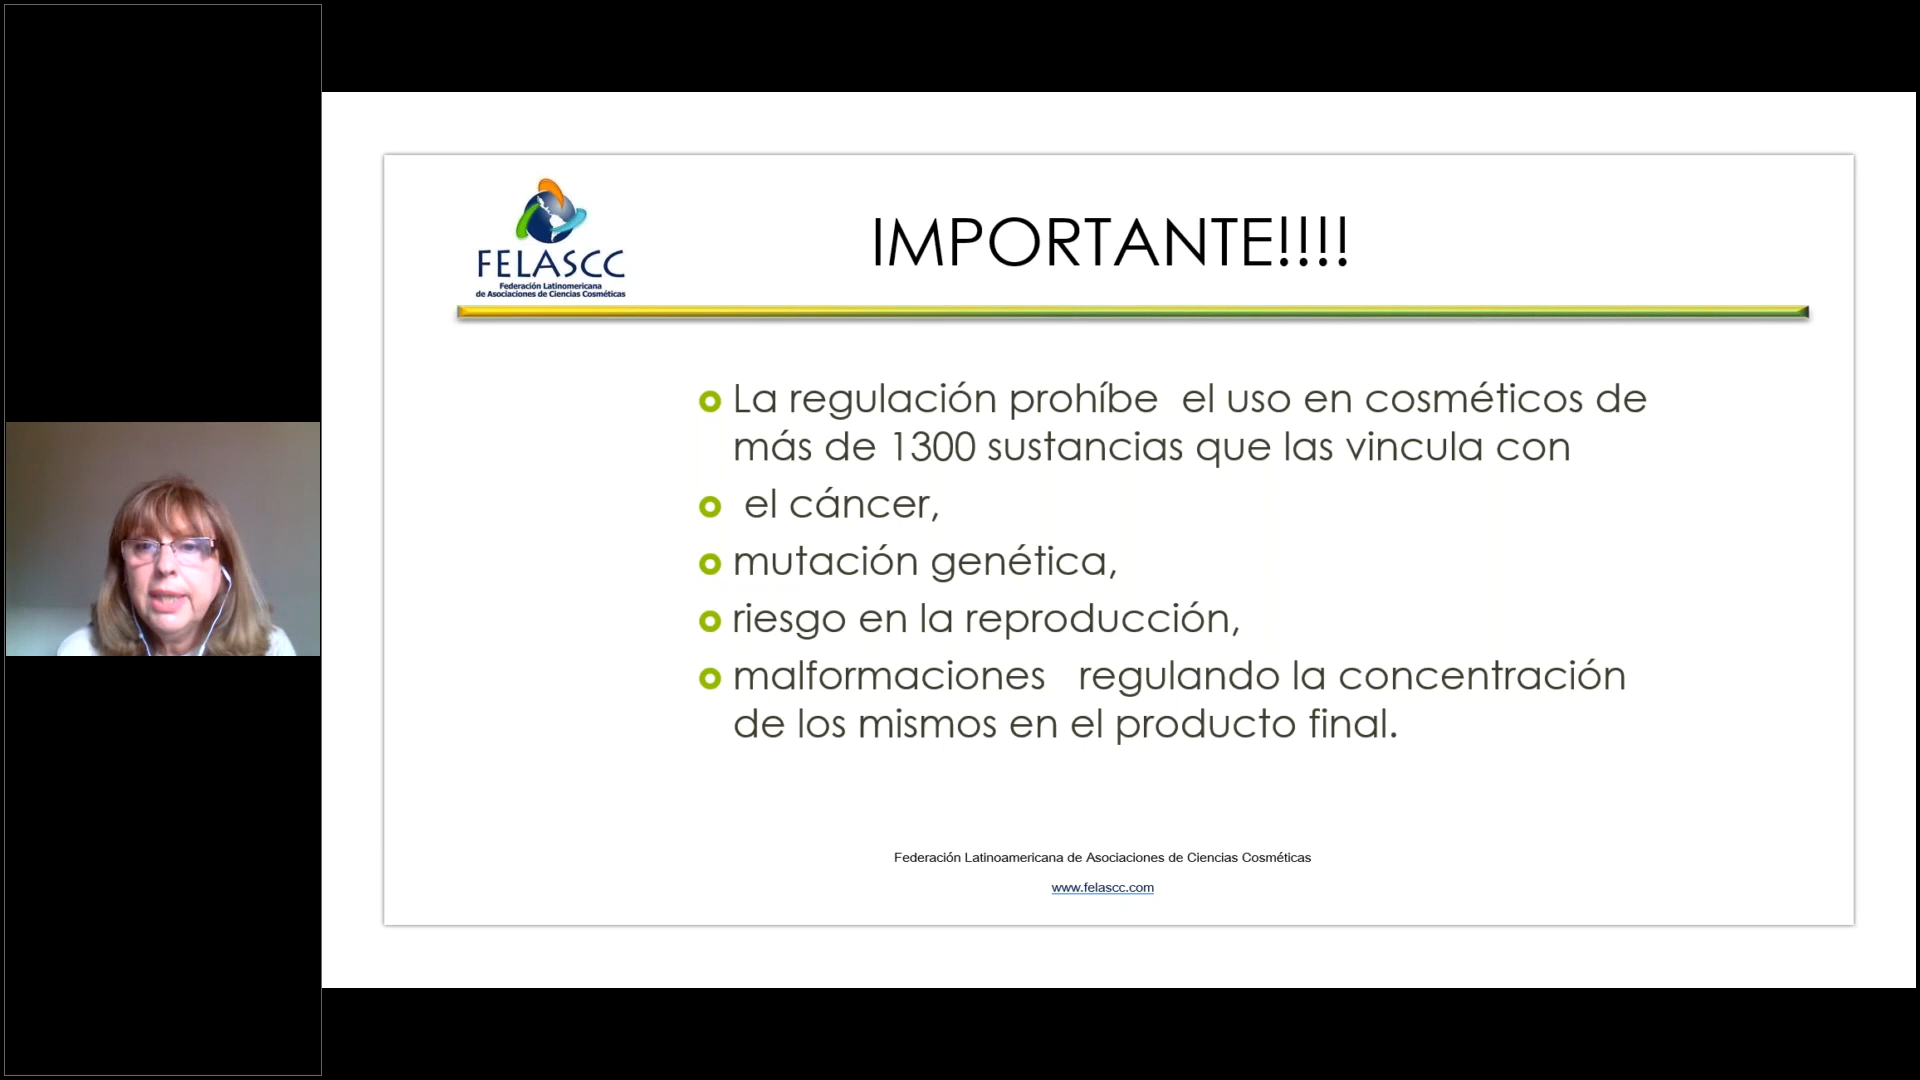 FELASCC
Federación Latinomericana
de Asociaciones de Ciencias Cosméticas
IMPORTANTE!!!!
La regulación prohíbe el uso en cosméticos de
más de 1300 sustancias que las vincula con
el cáncer,
mutación genética,
riesgo en la reproducción,
malformaciones regulando la concentración
de los mismos en el producto final.
Federación Latinoamericana de Asociaciones de Ciencias Cosméticas
www.felascc.com